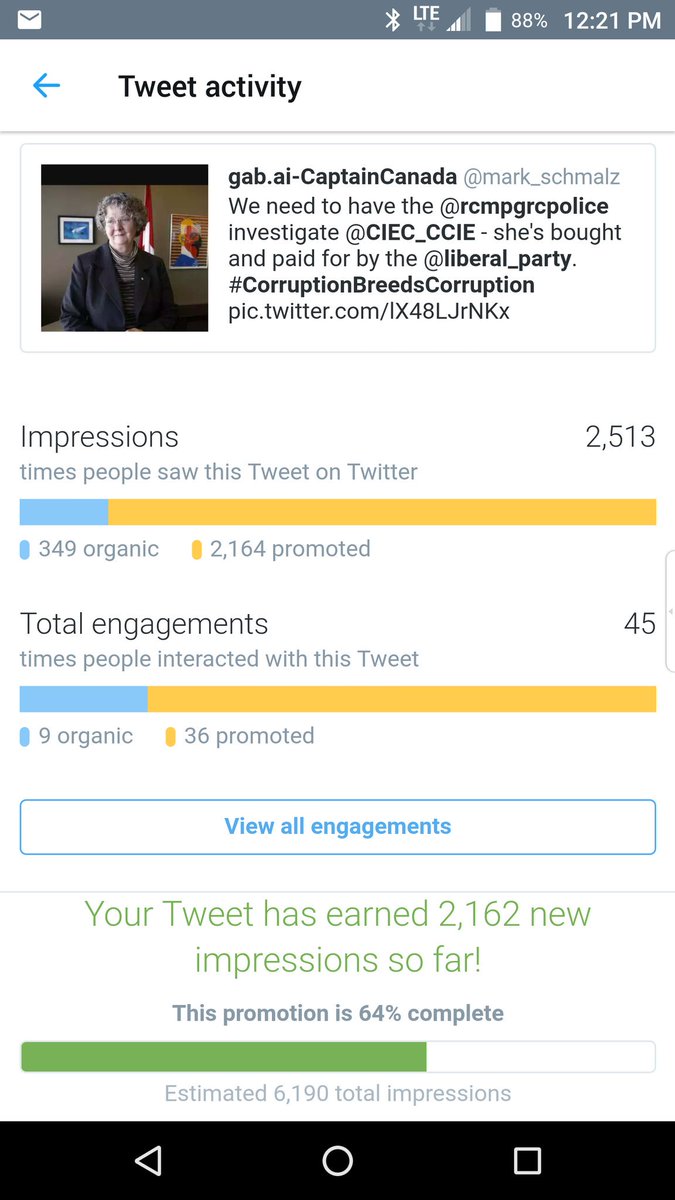 LTE 88% 12:21 PM
Tweet activity
gab.ai-CaptainCanada @mark_schmalz
We need to have the @rcmpgrcpolice
investigate @CIEC_CCIE - she's bought
and paid for by the @liberal_party.
#CorruptionBreedsCorruption
pic.twitter.com/lX48LJrNKx
Impressions 2,513
times people saw this Tweet on Twitter
349 organic 2,164 promoted
Total engagements 45
times people interacted with this Tweet
9 organic 36 promoted
View all engagements
Your Tweet has earned 2,162 new
impressions so far!
This promotion is 64% complete
Estimated 6,190 total impressions